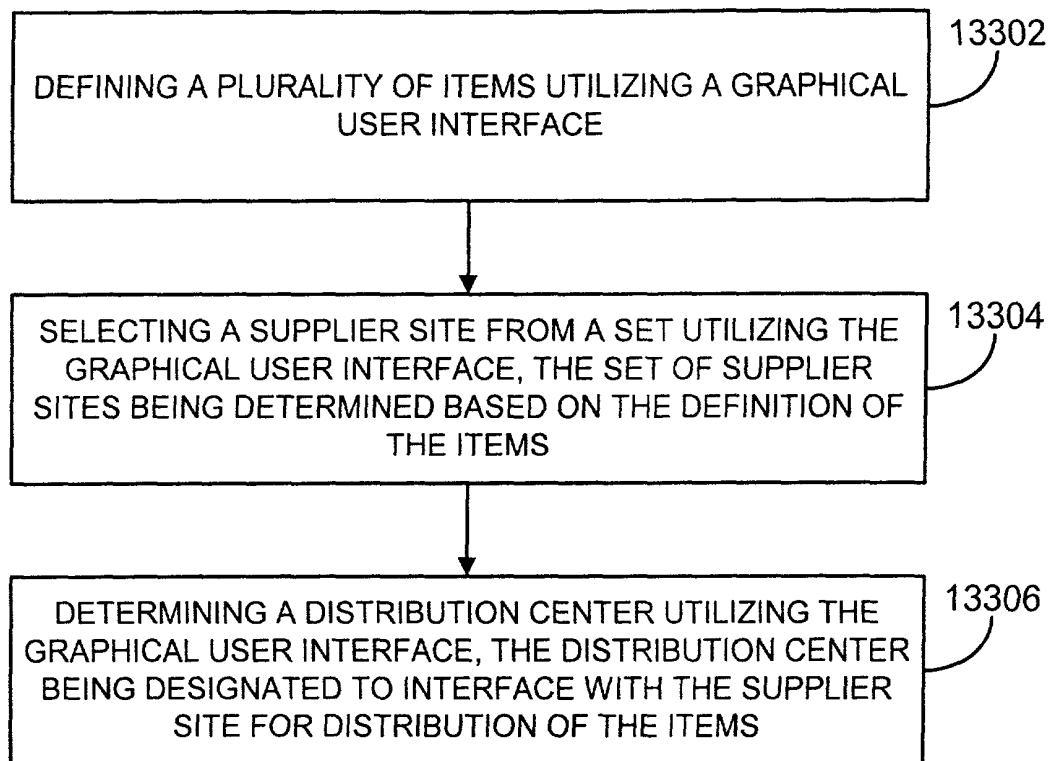 13302
DEFINING A PLURALITY OF ITEMS UTILIZING A GRAPHICAL
USER INTERFACE
13304
SELECTING A SUPPLIER SITE FROM A SET UTILIZING THE
GRAPHICAL USER INTERFACE, THE SET OF SUPPLIER
SITES BEING DETERMINED BASED ON THE DEFINITION OF
THE ITEMS
13306
DETERMINING A DISTRIBUTION CENTER UTILIZING THE
GRAPHICAL USER INTERFACE, THE DISTRIBUTION CENTER
BEING DESIGNATED TO INTERFACE WITH THE SUPPLIER
SITE FOR DISTRIBUTION OF THE ITEMS